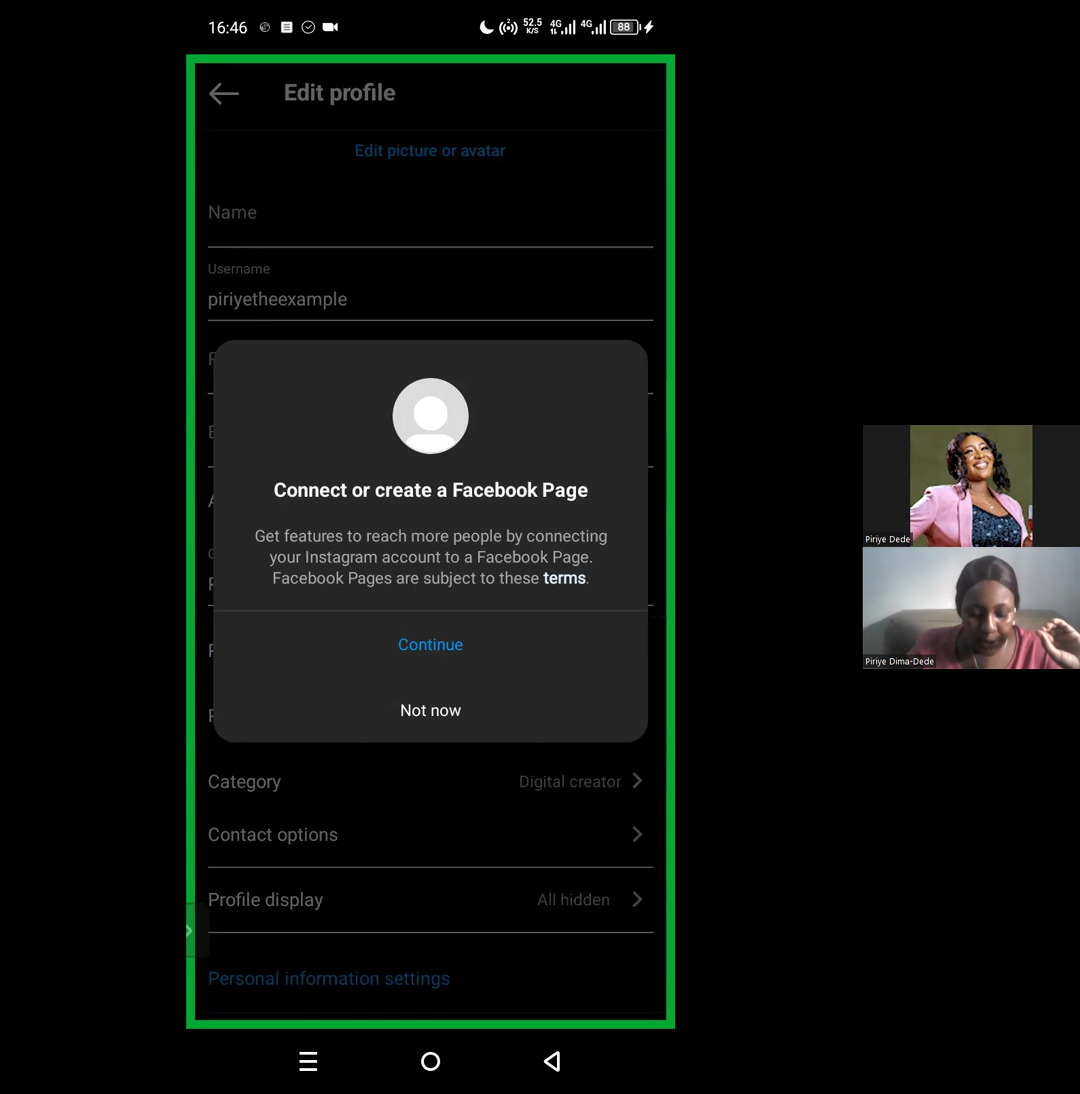 16:46
52.5
K/S
4G
4G
88
Edit profile
Edit picture or avatar
Name
Username
piriyetheexample
Connect or create a Facebook Page
Get features to reach more people by connecting
your Instagram account to a Facebook Page.
Facebook Pages are subject to these terms.
Continue
Not now
Category
Digital creator
Contact options
Profile display
All hidden
Personal information settings
Piriye Dede
Piriye Dima-Dede